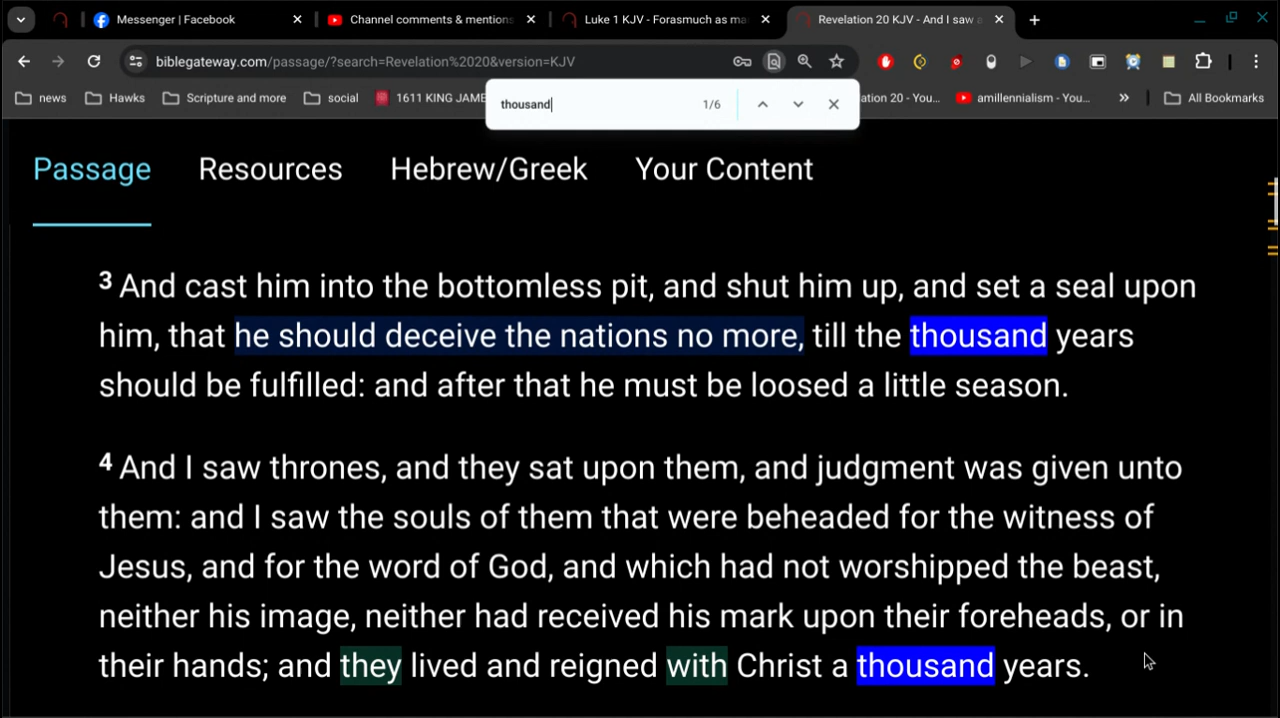 Messenger | Facebook
Channel comments & mentions
Luke 1 KJV - Forasmuch as ma
Revelation 20 KJV - And I saw a
biblegateway.com/passage/?search=Revelation%2020&version=KJV
news
Hawks
Scripture and more
social
1611 KING JAME
ation 20 - You...
amillennialism - You...
All Bookmarks
thousand 1/6
Passage Resources Hebrew/Greek Your Content
3 And cast him into the bottomless pit, and shut him up, and set a seal upon
him, that he should deceive the nations no more, till the thousand years
should be fulfilled: and after that he must be loosed a little season.
4 And I saw thrones, and they sat upon them, and judgment was given unto
them: and I saw the souls of them that were beheaded for the witness of
Jesus, and for the word of God, and which had not worshipped the beast,
neither his image, neither had received his mark upon their foreheads, or in
their hands; and they lived and reigned with Christ a thousand years.